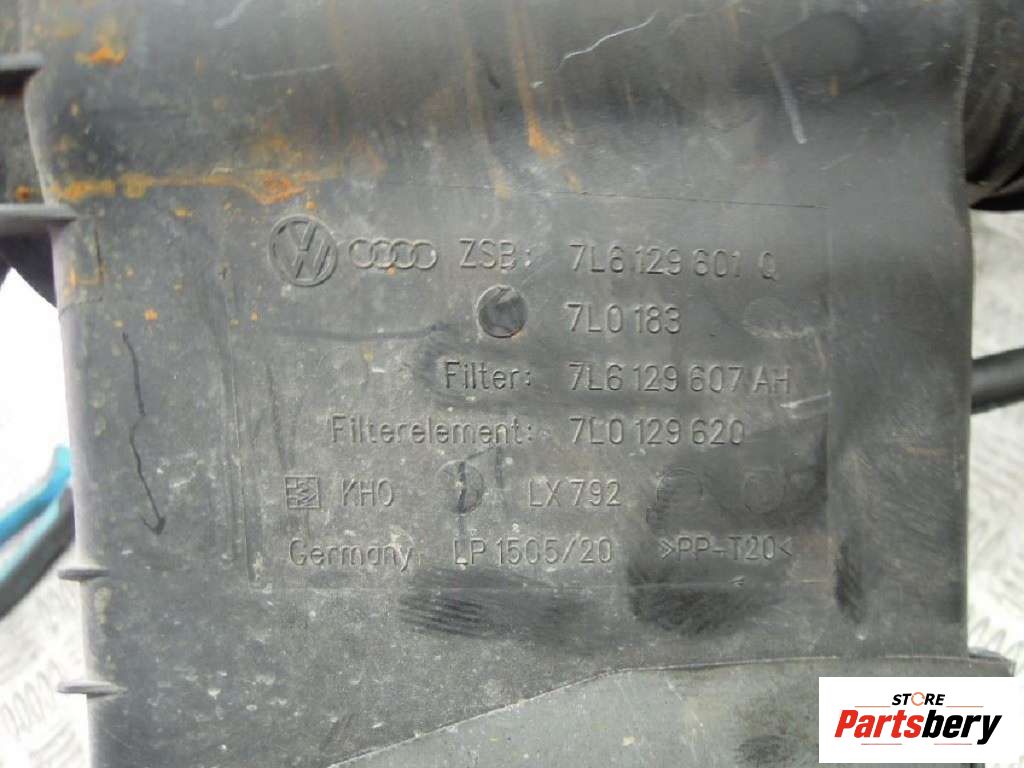 ZSB: 7L6 129 601 Q
7L0 183
Filter: 7L6 129 607 AH
Filterelement: 7L0 129 620
KHO LX 792
Germany LP 1505/20 >PP-T20<
STORE
Partsbery